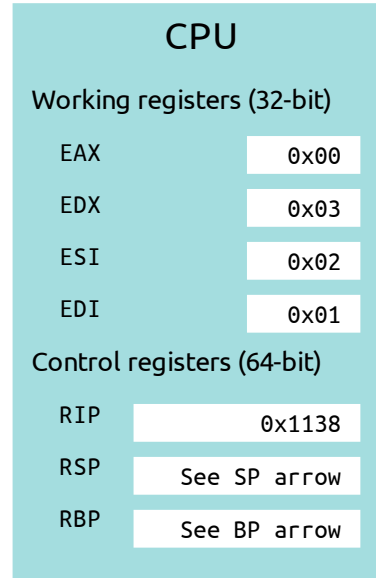 CPU
Working registers (32-bit)
EAX 0x00
EDX 0x03
ESI 0x02
EDI 0x01
Control registers (64-bit)
RIP 0x1138
RSP See SP arrow
RBP See BP arrow